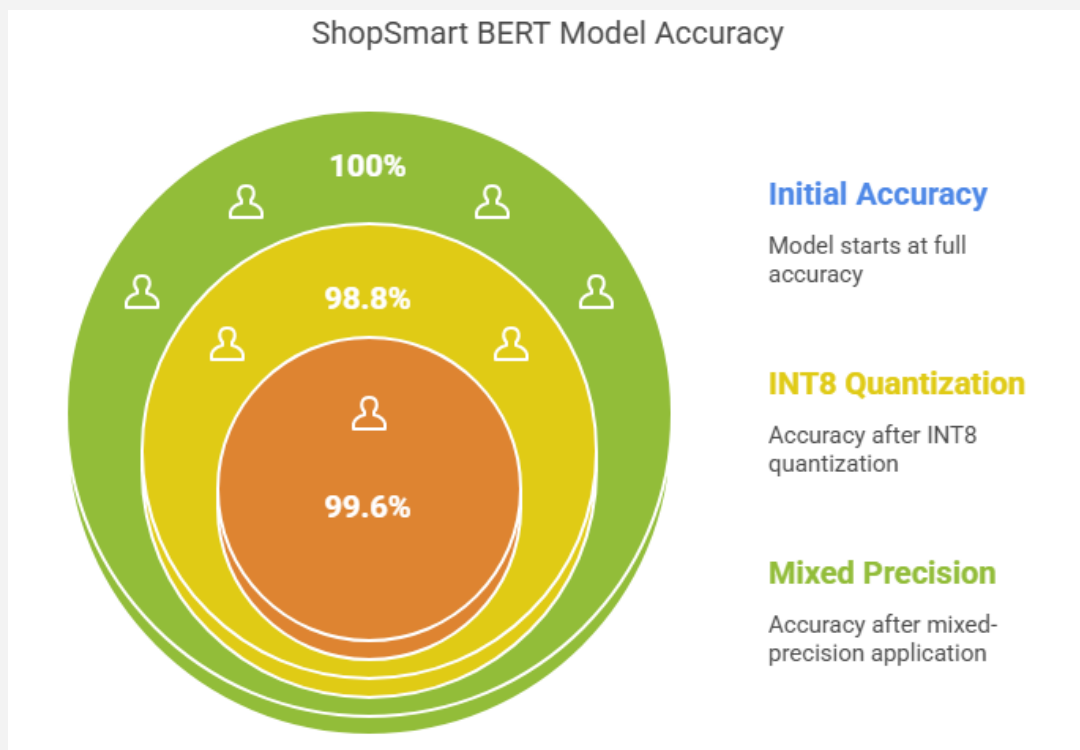 ShopSmart BERT Model Accuracy
100%
98.8%
99.6%
Initial Accuracy
Model starts at full
accuracy
INT8 Quantization
Accuracy after INT8
quantization
Mixed Precision
Accuracy after mixed-
precision application